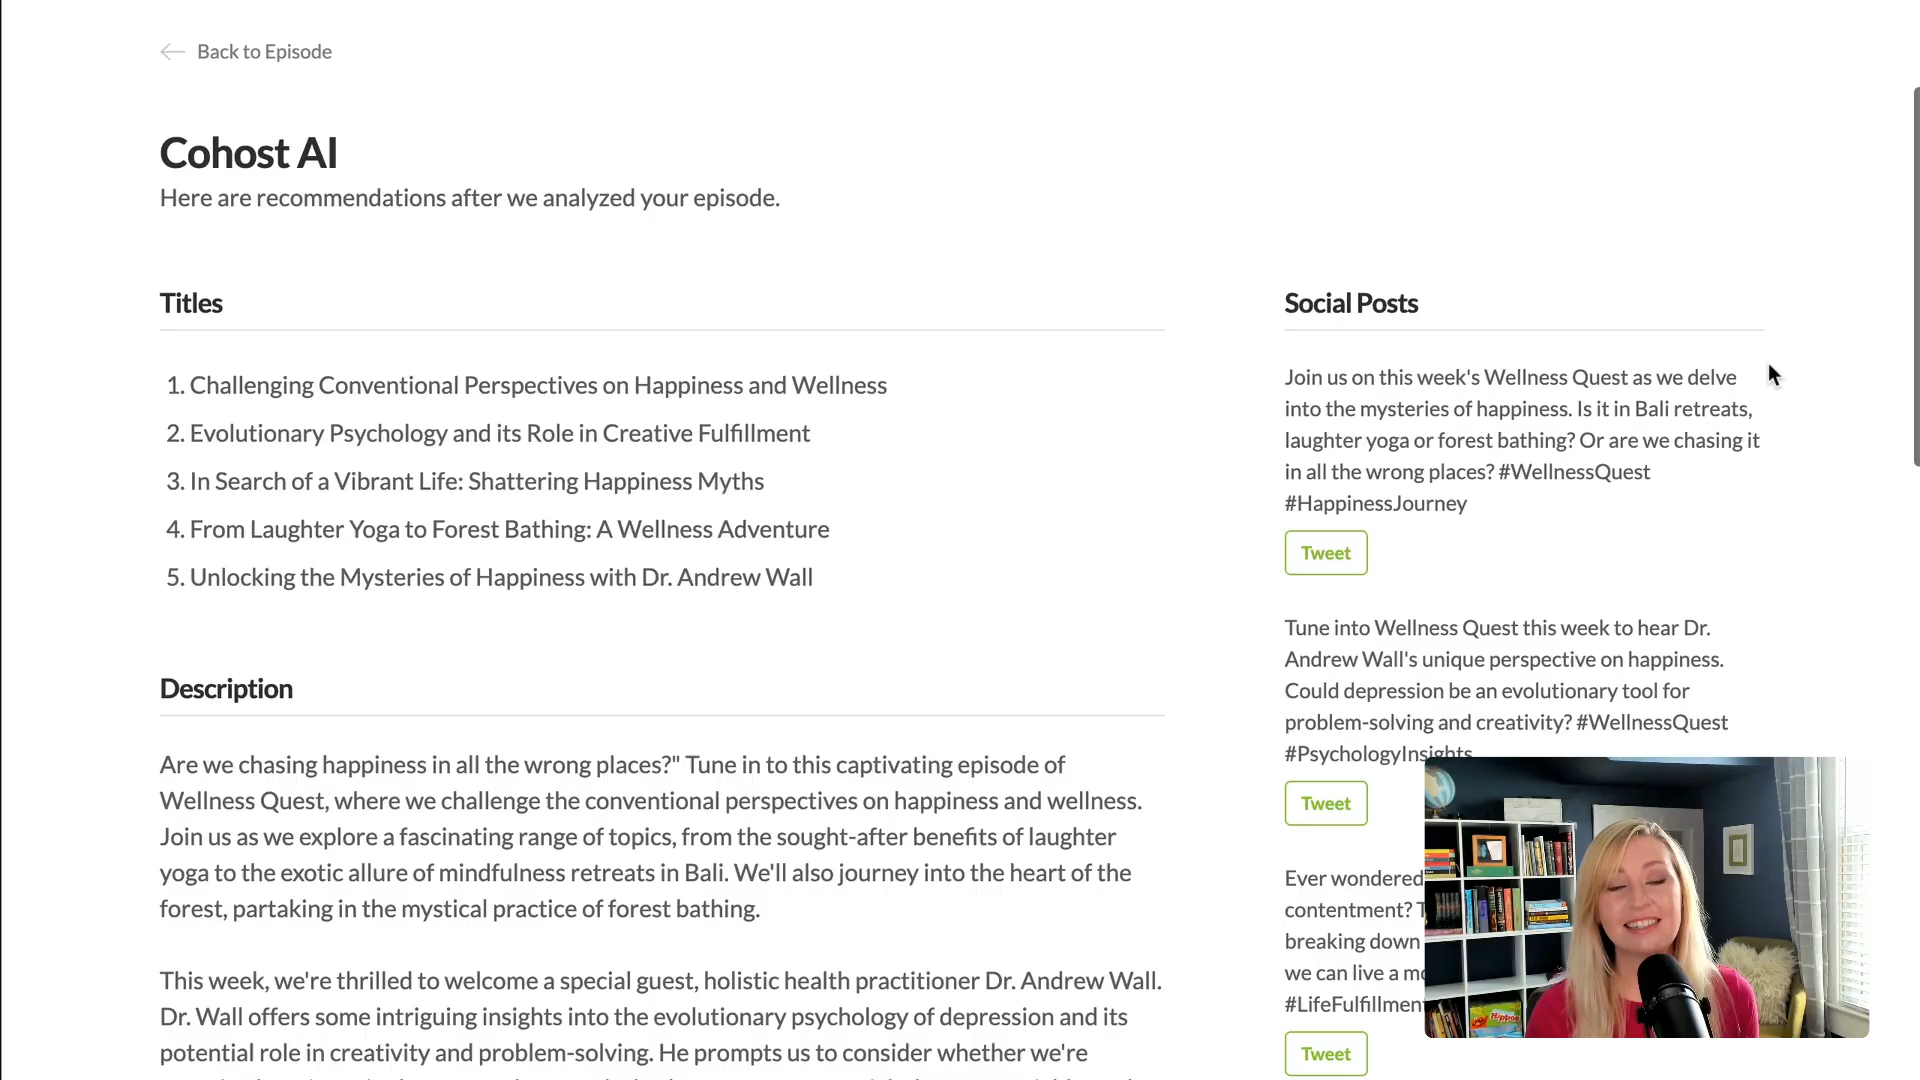 Back to Episode
Cohost AI
Here are recommendations after we analyzed your episode.
Titles
1. Challenging Conventional Perspectives on Happiness and Wellness
2. Evolutionary Psychology and its Role in Creative Fulfillment
3. In Search of a Vibrant Life: Shattering Happiness Myths
4. From Laughter Yoga to Forest Bathing: A Wellness Adventure
5. Unlocking the Mysteries of Happiness with Dr. Andrew Wall
Description
Are we chasing happiness in all the wrong places?" Tune in to this captivating episode of
Wellness Quest, where we challenge the conventional perspectives on happiness and wellness.
Join us as we explore a fascinating range of topics, from the sought-after benefits of laughter
yoga to the exotic allure of mindfulness retreats in Bali. We'll also journey into the heart of the
forest, partaking in the mystical practice of forest bathing.
This week, we're thrilled to welcome a special guest, holistic health practitioner Dr. Andrew Wall.
Dr. Wall offers some intriguing insights into the evolutionary psychology of depression and its
potential role in creativity and problem-solving. He prompts us to consider whether we're
Social Posts
Join us on this week's Wellness Quest as we delve
into the mysteries of happiness. Is it in Bali retreats,
laughter yoga or forest bathing? Or are we chasing it
in all the wrong places? #WellnessQuest
#HappinessJourney
Tweet
Tune into Wellness Quest this week to hear Dr.
Andrew Wall's unique perspective on happiness.
Could depression be an evolutionary tool for
problem-solving and creativity? #WellnessQuest
#PsychologyInsights
Tweet
Ever wondered
contentment?
breaking down
we can live a
#LifeFulfillment
Tweet